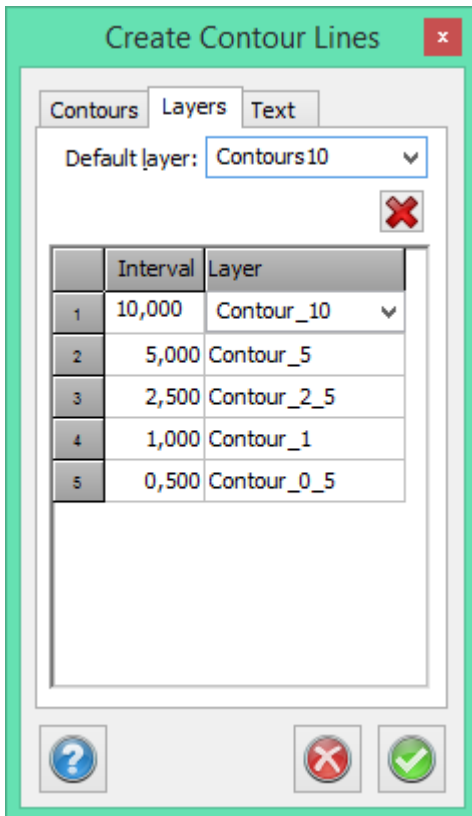 Create Contour Lines x
Contours Layers Text
Default layer: Contours10
Interval Layer
1 10,000 Contour_10
2 5,000 Contour_5
3 2,500 Contour_2_5
4 1,000 Contour_1
5 0,500 Contour_0_5
?